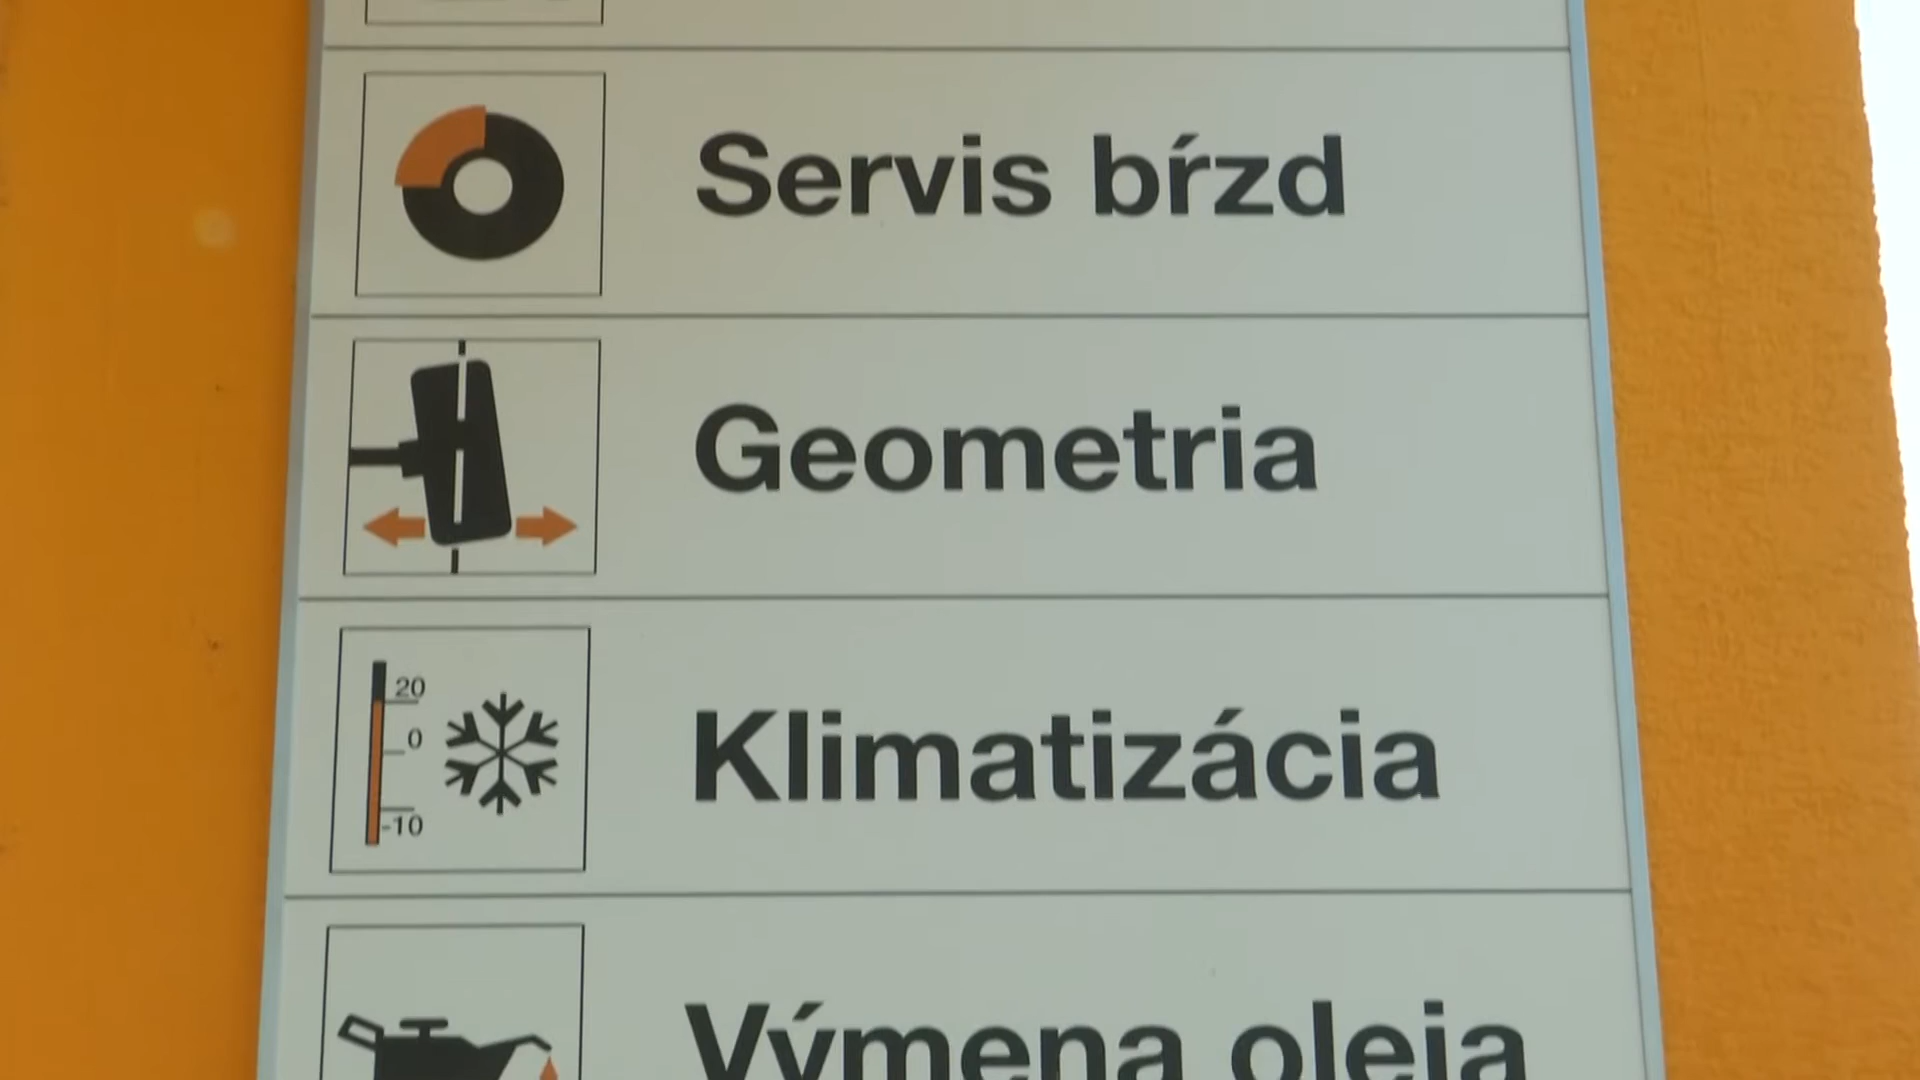 Servis bŕzd
Geometria
20
0
-10
Klimatizácia
Výmena oleja